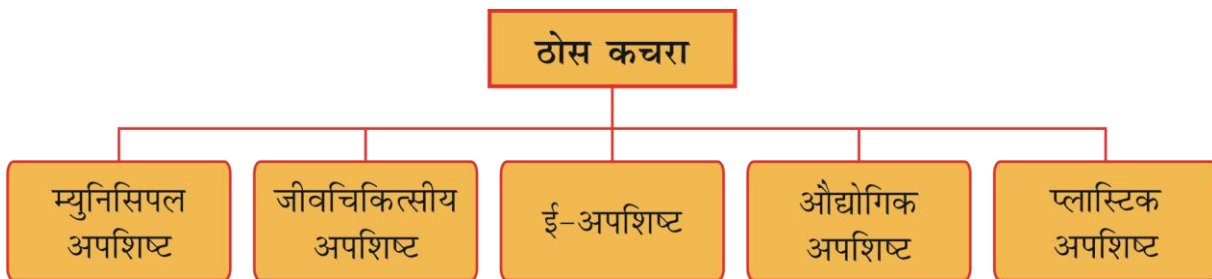 ठोस कचरा
म्युनिसिपल
अपशिष्ट
जीवचिकित्सीय
अपशिष्ट
ई-अपशिष्ट
औद्योगिक
अपशिष्ट
प्लास्टिक
अपशिष्ट